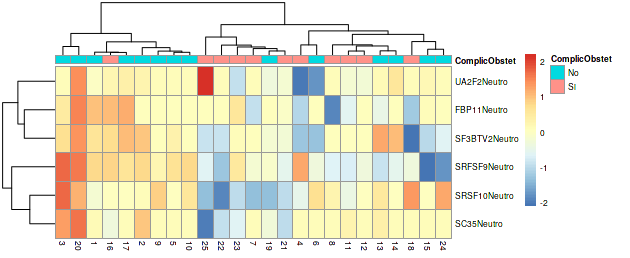 ComplicObstet
ComplicObstet
No
SI
UA2F2Neutro
FBP11Neutro
SF3BTV2Neutro
SRFSF9Neutro
SRSF10Neutro
SC35Neutro
2
1
0
-1
-2
3 20 1 16 17 2 9 5 10 25 22 23 7 19 21 4 6 8 11 12 13 14 18 15 24